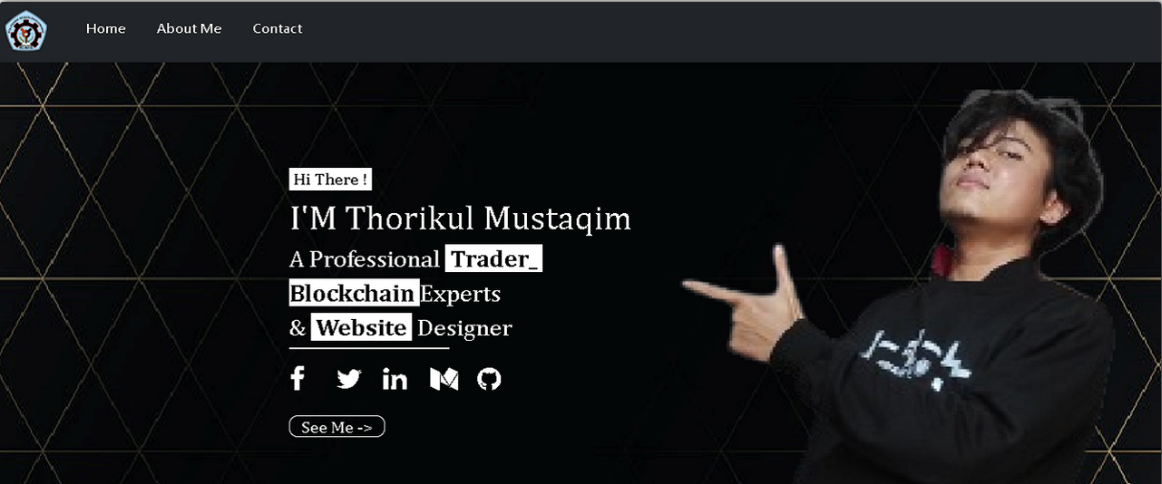 Home About Me Contact
Hi There !
I'M Thorikul Mustaqim
A Professional Trader_
Blockchain Experts
& Website Designer
See Me ->